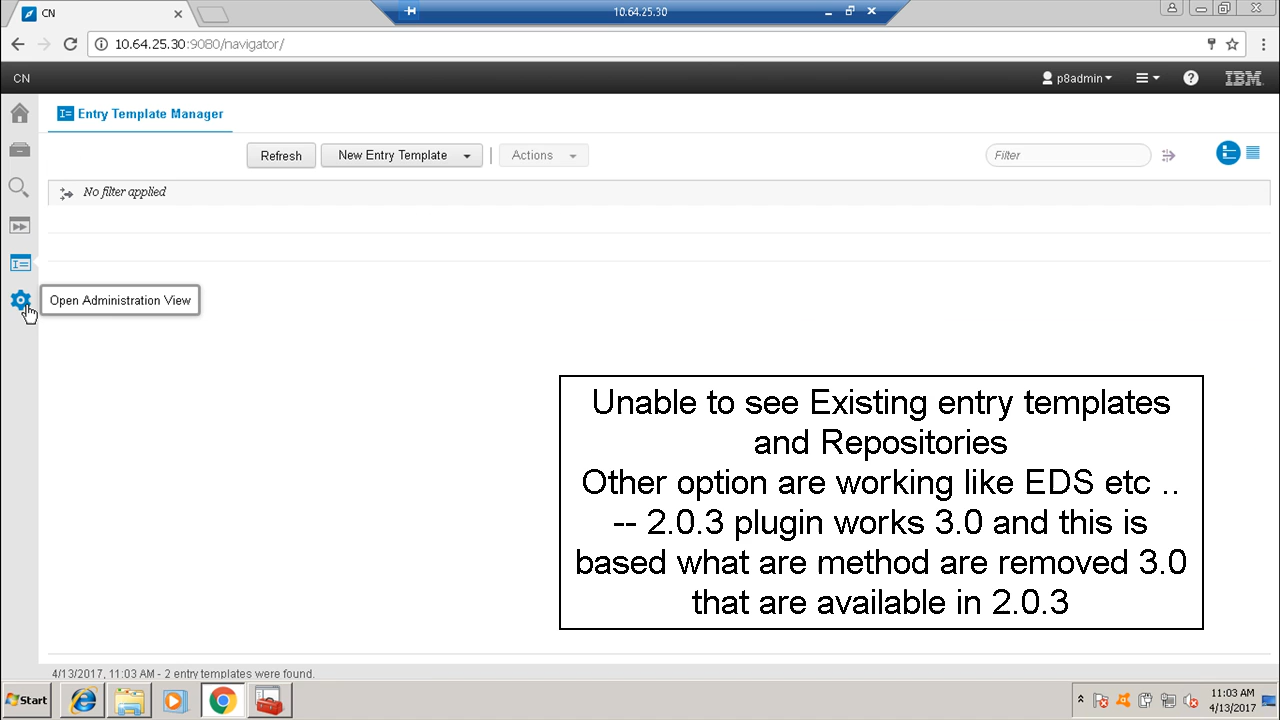 CN
10.64.25.30
10.64.25.30:9080/navigator/
CN
p8admin
IBM
Entry Template Manager
Refresh
New Entry Template
Actions
Filter
No filter applied
Open Administration View
Unable to see Existing entry templates
and Repositories
Other option are working like EDS etc ..
-- 2.0.3 plugin works 3.0 and this is
based what are method are removed 3.0
that are available in 2.0.3
4/13/2017, 11:03 AM - 2 entry templates were found.
Start
11:03 AM
4/13/2017